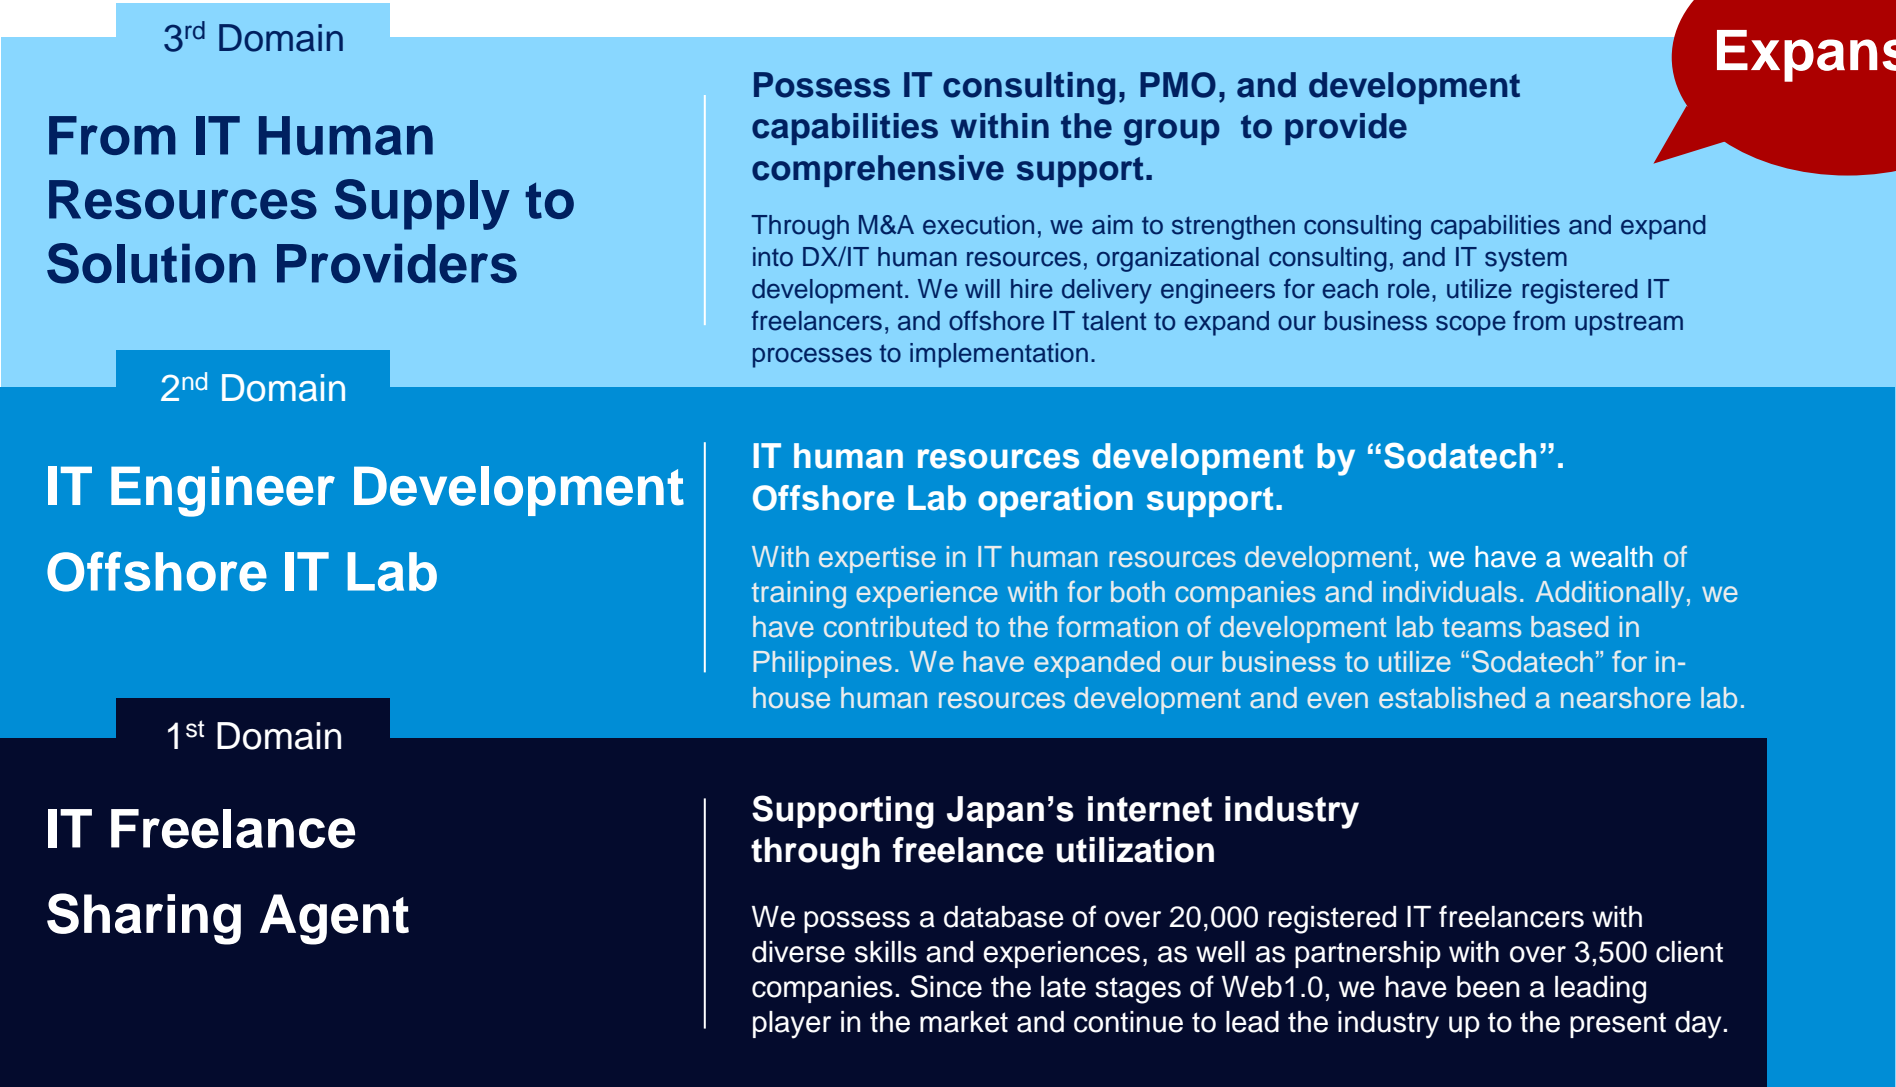 3rd Domain
Expans
From IT Human
Resources Supply to
Solution Providers
Possess IT consulting, PMO, and development
capabilities within the group  to provide
comprehensive support.
Through M&A execution, we aim to strengthen consulting capabilities and expand
into DX/IT human resources, organizational consulting, and IT system
development. We will hire delivery engineers for each role, utilize registered IT
freelancers, and offshore IT talent to expand our business scope from upstream
processes to implementation.
2nd Domain
IT Engineer Development
Offshore IT Lab
IT human resources development by “Sodatech”.
Offshore Lab operation support.
With expertise in IT human resources development, we have a wealth of
training experience with for both companies and individuals. Additionally, we
have contributed to the formation of development lab teams based in
Philippines. We have expanded our business to utilize “Sodatech” for in-
house human resources development and even established a nearshore lab.
1st Domain
IT Freelance
Sharing Agent
Supporting Japan’s internet industry
through freelance utilization
We possess a database of over 20,000 registered IT freelancers with
diverse skills and experiences, as well as partnership with over 3,500 client
companies. Since the late stages of Web1.0, we have been a leading
player in the market and continue to lead the industry up to the present day.